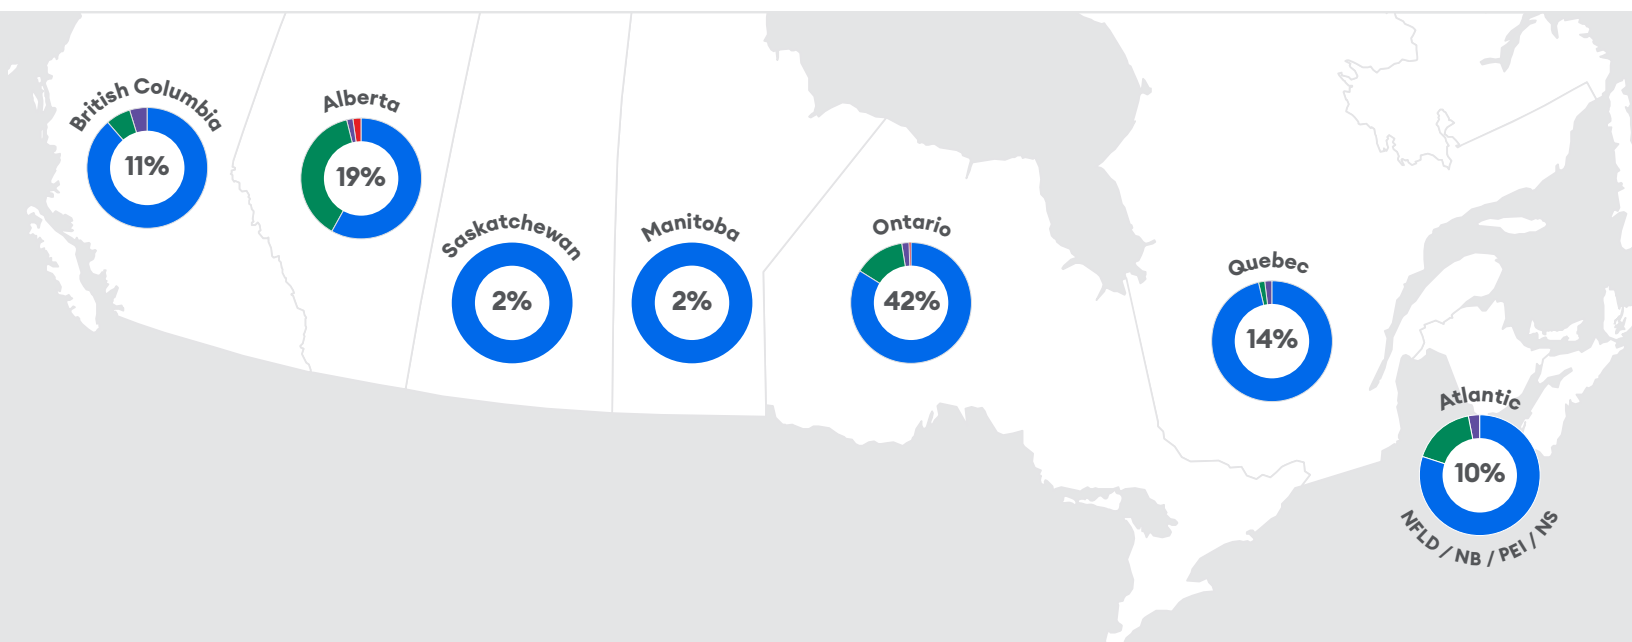 British Columbia
11%
Alberta
19%
Saskatchewan
2%
Manitoba
2%
Ontario
42%
Quebec
14%
Atlantic
10%
NFLD / NB / PEI / NS